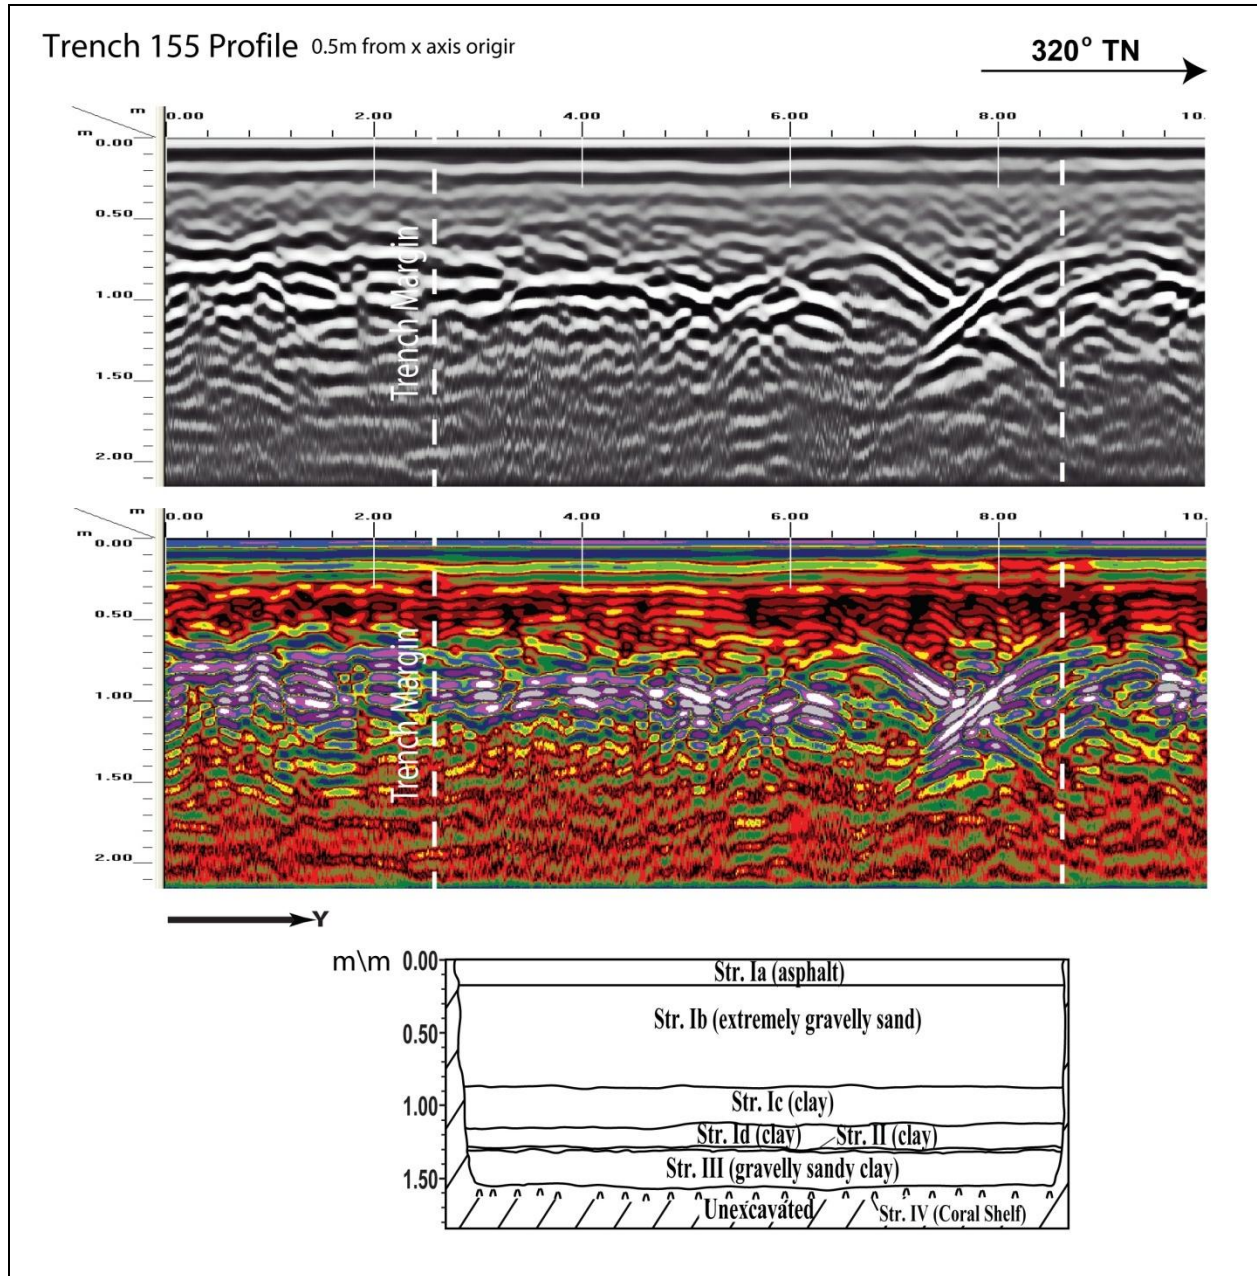 Trench 155 Profile 0.5m from x axis origir
320° TN
m 0.00 2.00 4.00 6.00 8.00 10.
m
0.00
0.50
1.00
1.50
2.00
Trench Margin
m 0.00 2.00 4.00 6.00 8.00 10.
m
0.00
0.50
1.00
1.50
2.00
Trench Margin
Y
m\m 0.00
0.50
1.00
1.50
Str. Ia (asphalt)
Str. Ib (extremely gravelly sand)
Str. Ic (clay)
Str. Id (clay) Str. II (clay)
Str. III (gravelly sandy clay)
Unexcavated Str. IV (Coral Shelf)